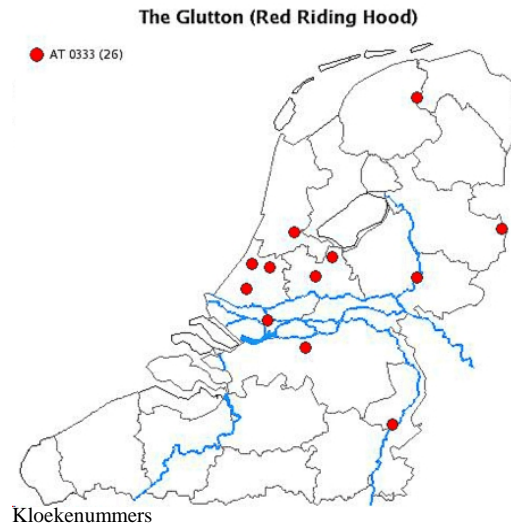 The Glutton (Red Riding Hood)
AT 0333 (26)
Kloekenummers